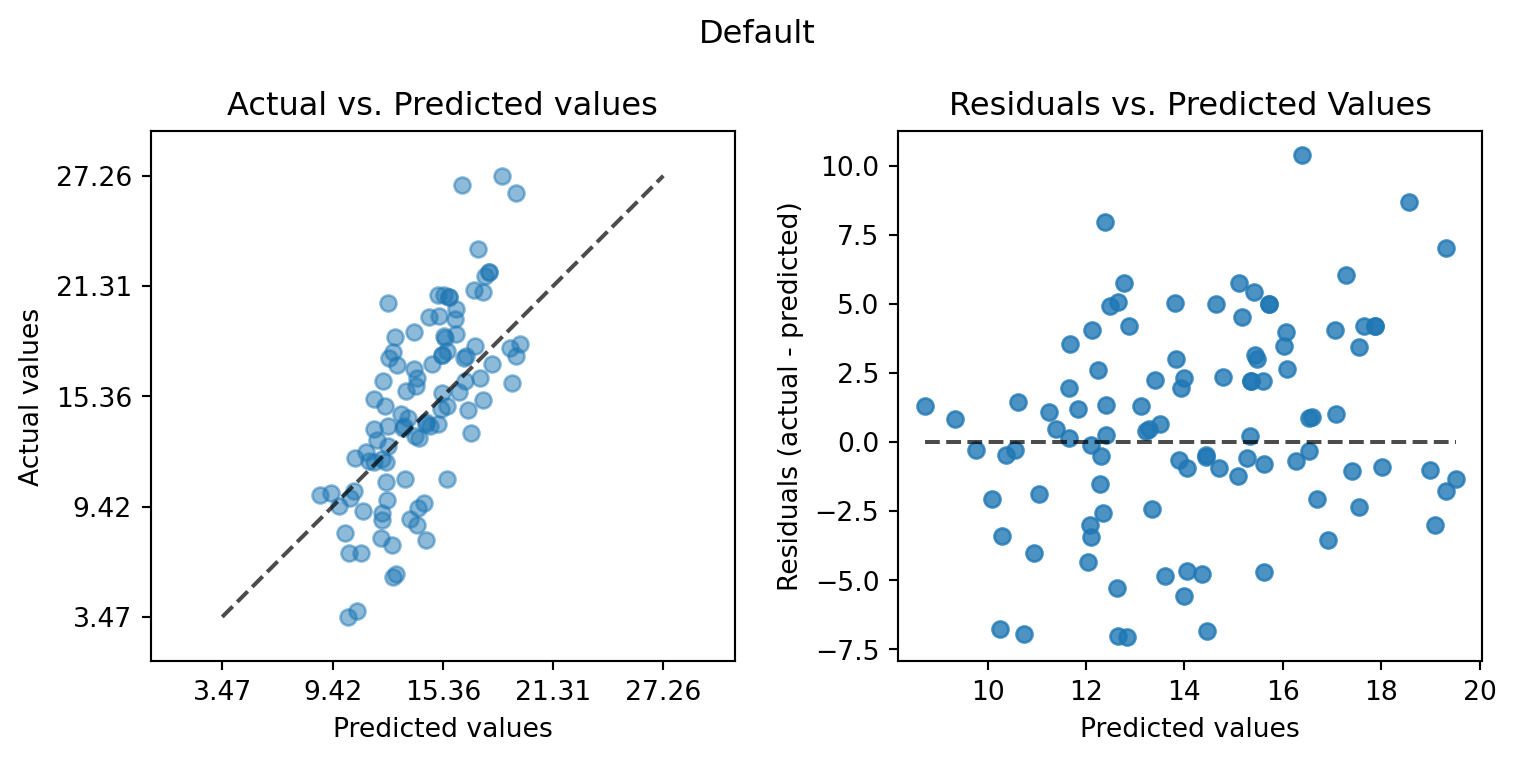 Default
Actual vs. Predicted values
27.26
21.31
15.36
9.42
3.47
Actual values
3.47 9.42 15.36 21.31 27.26
Predicted values
Residuals vs. Predicted Values
10.0
7.5
5.0
2.5
0.0
−2.5
−5.0
−7.5
Residuals (actual - predicted)
10 12 14 16 18 20
Predicted values